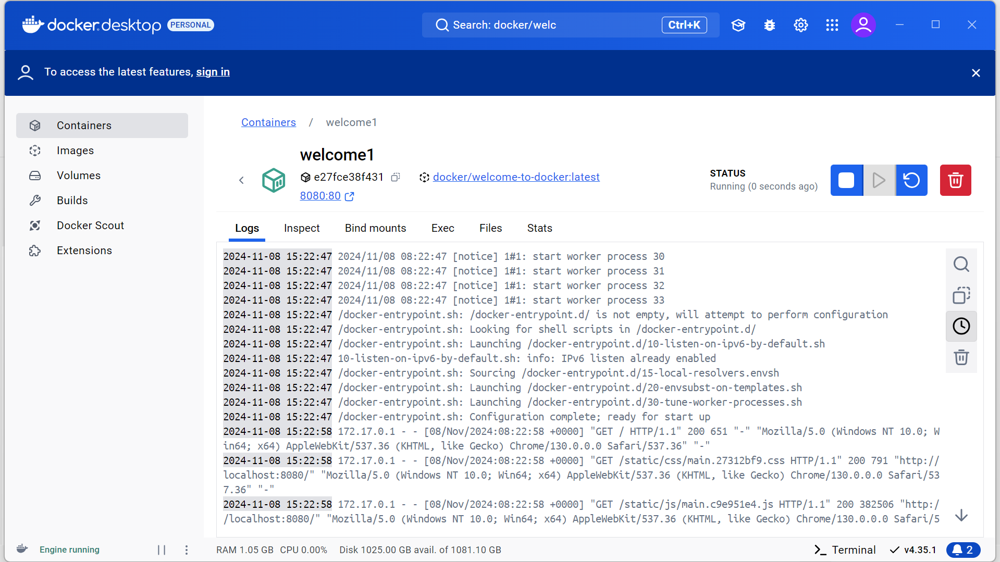 docker.desktop PERSONAL
Search: docker/welc Ctrl+K
To access the latest features, sign in
Containers
Images
Volumes
Builds
Docker Scout
Extensions
Containers / welcome1
welcome1
e27fce38f431 docker/welcome-to-docker:latest
8080:80
STATUS
Running (0 seconds ago)
Logs Inspect Bind mounts Exec Files Stats
2024-11-08 15:22:47 2024/11/08 08:22:47 [notice] 1#1: start worker process 30
2024-11-08 15:22:47 2024/11/08 08:22:47 [notice] 1#1: start worker process 31
2024-11-08 15:22:47 2024/11/08 08:22:47 [notice] 1#1: start worker process 32
2024-11-08 15:22:47 2024/11/08 08:22:47 [notice] 1#1: start worker process 33
2024-11-08 15:22:47 /docker-entrypoint.sh: /docker-entrypoint.d/ is not empty, will attempt to perform configuration
2024-11-08 15:22:47 /docker-entrypoint.sh: Looking for shell scripts in /docker-entrypoint.d/
2024-11-08 15:22:47 /docker-entrypoint.sh: Launching /docker-entrypoint.d/10-listen-on-ipv6-by-default.sh
2024-11-08 15:22:47 10-listen-on-ipv6-by-default.sh: info: IPv6 listen already enabled
2024-11-08 15:22:47 /docker-entrypoint.sh: Sourcing /docker-entrypoint.d/15-local-resolvers.envsh
2024-11-08 15:22:47 /docker-entrypoint.sh: Launching /docker-entrypoint.d/20-envsubst-on-templates.sh
2024-11-08 15:22:47 /docker-entrypoint.sh: Launching /docker-entrypoint.d/30-tune-worker-processes.sh
2024-11-08 15:22:47 /docker-entrypoint.sh: Configuration complete; ready for start up
2024-11-08 15:22:58 172.17.0.1 - - [08/Nov/2024:08:22:58 +0000] "GET / HTTP/1.1" 200 651 "-" "Mozilla/5.0 (Windows NT 10.0; W
in64; x64) AppleWebKit/537.36 (KHTML, like Gecko) Chrome/130.0.0.0 Safari/537.36" "-"
2024-11-08 15:22:58 172.17.0.1 - - [08/Nov/2024:08:22:58 +0000] "GET /static/css/main.27312bf9.css HTTP/1.1" 200 791 "http://
localhost:8080/" "Mozilla/5.0 (Windows NT 10.0; Win64; x64) AppleWebKit/537.36 (KHTML, like Gecko) Chrome/130.0.0.0 Safari/53
7.36" "-"
2024-11-08 15:22:58 172.17.0.1 - - [08/Nov/2024:08:22:58 +0000] "GET /static/js/main.c9e951e4.js HTTP/1.1" 200 382506 "http:/
/localhost:8080/" "Mozilla/5.0 (Windows NT 10.0; Win64; x64) AppleWebKit/537.36 (KHTML, like Gecko) Chrome/130.0.0.0 Safari/5
Engine running RAM 1.05 GB CPU 0.00% Disk 1025.00 GB avail. of 1081.10 GB Terminal v4.35.1 2